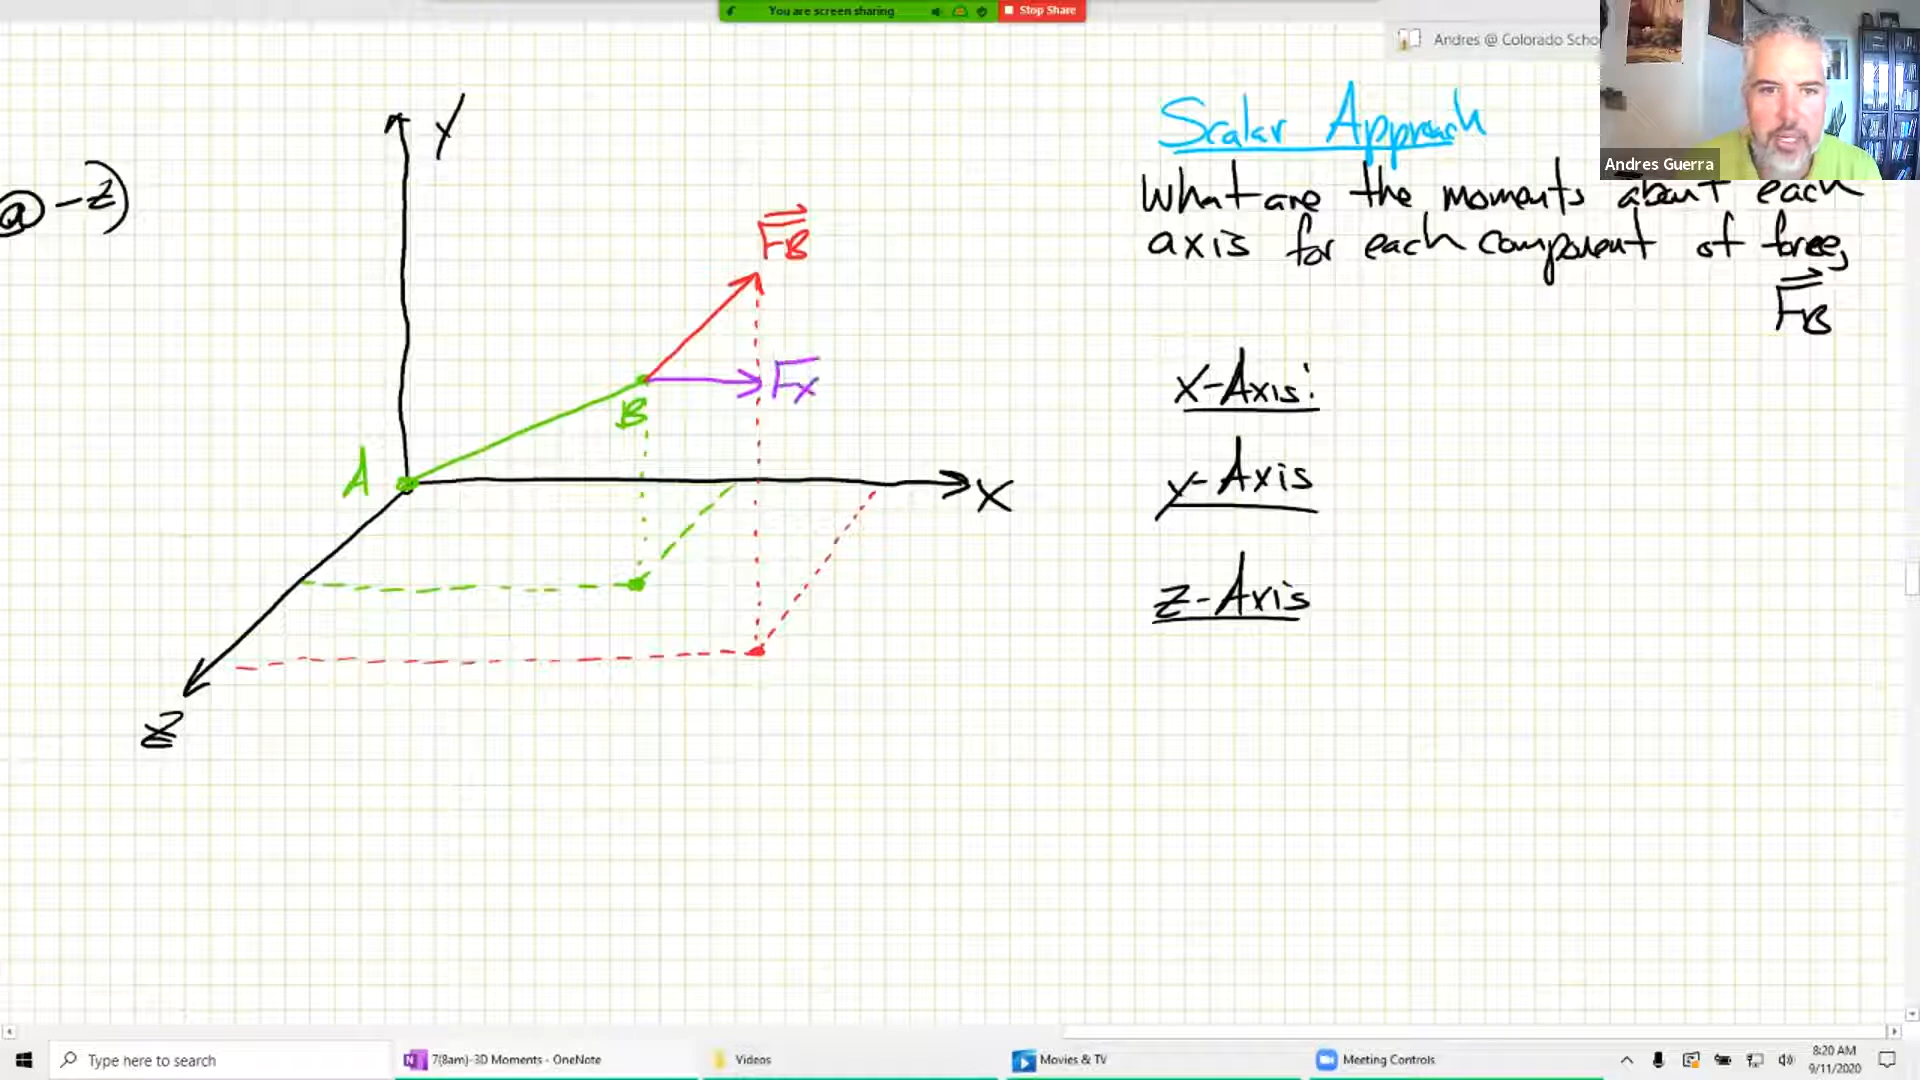 You are screen sharing
Stop Share
Andres @ Colorado Scho
Andres Guerra
Y
@-z)
Scalar Approach
What are the moments about each
axis for each component of force,
FB
FB
X-Axis:
Fx
B
A
y-Axis
X
z-Axis
Z
Type here to search
7(8am)-3D Moments - OneNote
Videos
Movies & TV
Meeting Controls
8:20 AM
9/11/2020